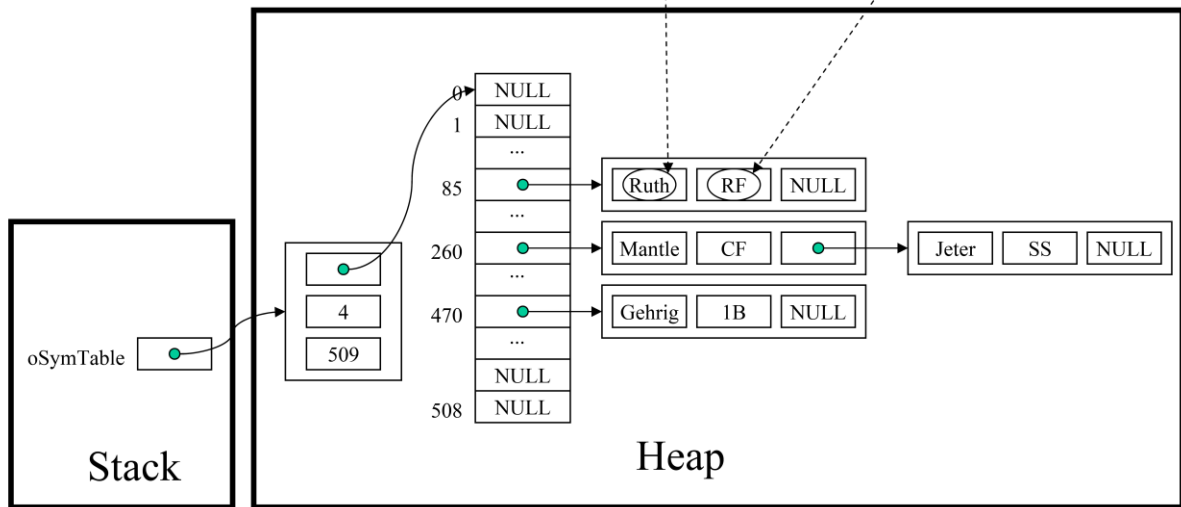 0 NULL
1 NULL
...
85 Ruth RF NULL
...
260 Mantle CF Jeter SS NULL
...
4
470 Gehrig 1B NULL
...
509
oSymTable
NULL
508 NULL
Stack
Heap